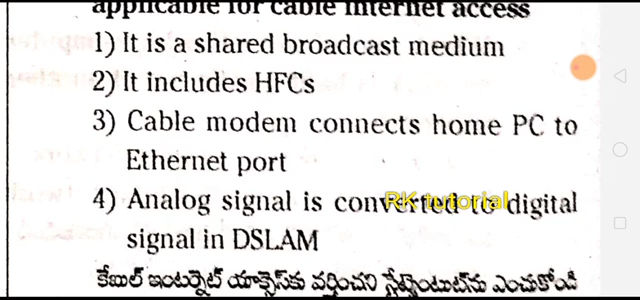 applicable for cable internet access
1) It is a shared broadcast medium
2) It includes HFCs
3) Cable modem connects home PC to
Ethernet port
4) Analog signal is converted to digital
signal in DSLAM
RK tutorial
కేబుల్ ఇంటర్నెట్ యాక్సెస్‌కు వర్తించని స్టేట్మెంటును ఎంచుకోండి